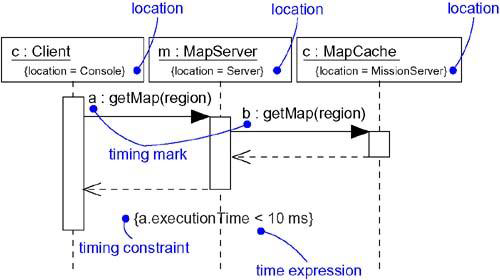 location
location
location
c : Client
{location = Console}
m : MapServer
{location = Server}
c : MapCache
{location = MissionServer}
a : getMap(region)
b : getMap(region)
timing mark
{a.executionTime < 10 ms}
timing constraint
time expression